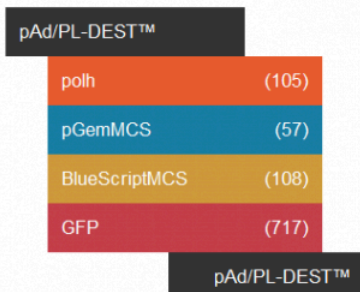 pAd/PL-DEST™
polh (105)
pGemMCS (57)
BlueScriptMCS (108)
GFP (717)
pAd/PL-DEST™